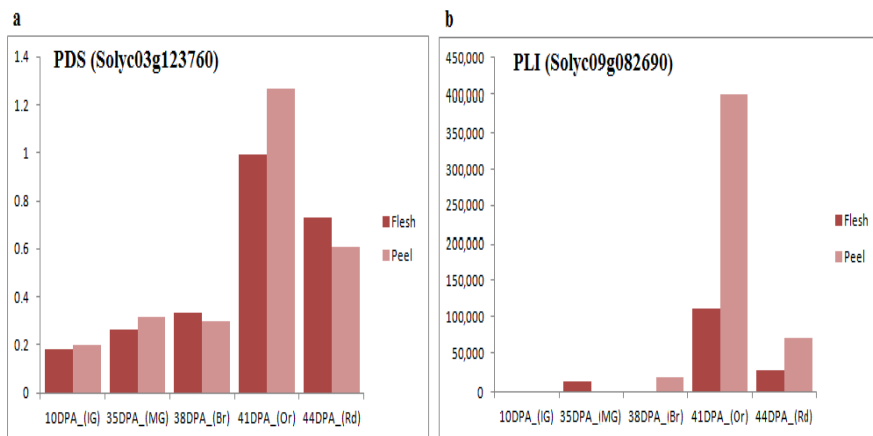 a
PDS (Solyc03g123760)
1.4
1.2
1
0.8
0.6
0.4
0.2
0
10DPA_(IG) 35DPA_(MG) 38DPA_(Br) 41DPA_(Or) 44DPA_(Rd)
Flesh
Peel
b
PLI (Solyc09g082690)
450,000
400,000
350,000
300,000
250,000
200,000
150,000
100,000
50,000
0
10DPA_(IG) 35DPA_(MG) 38DPA_(Br) 41DPA_(Or) 44DPA_(Rd)
Flesh
Peel